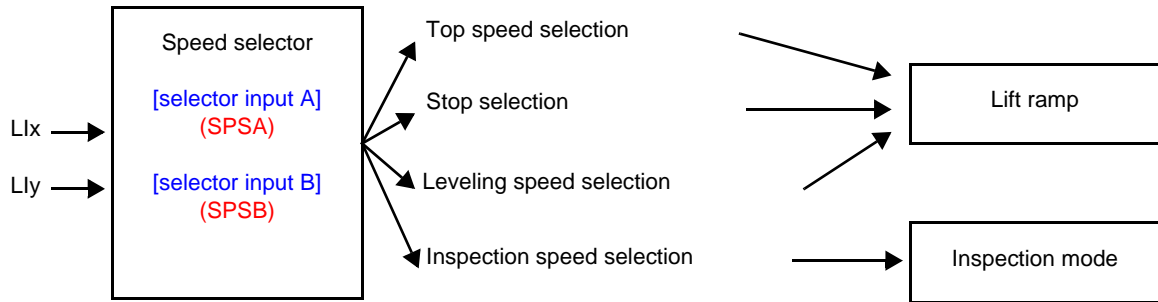 Speed selector
[selector input A]
(SPSA)
[selector input B]
(SPSB)
LIx
LIy
Top speed selection
Stop selection
Leveling speed selection
Inspection speed selection
Lift ramp
Inspection mode